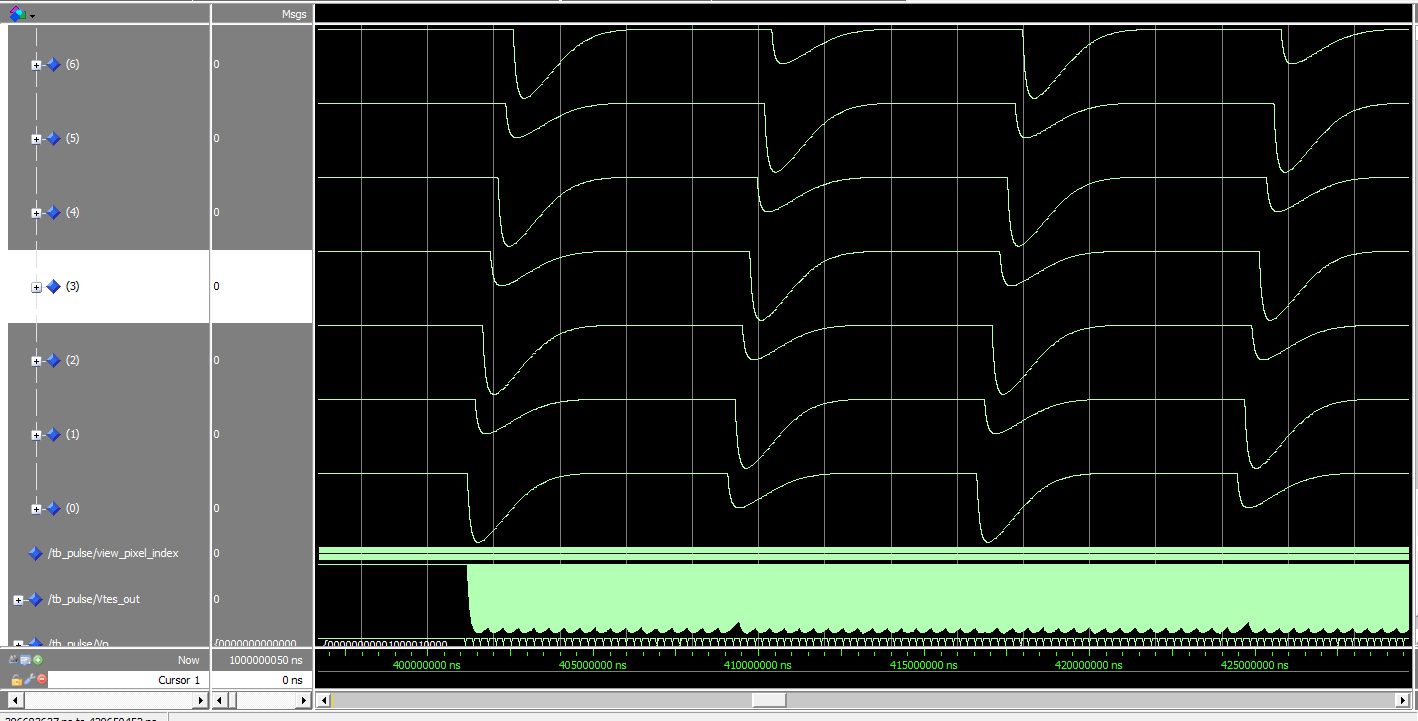 Msgs
(6) 0
(5) 0
(4) 0
(3) 0
(2) 0
(1) 0
(0) 0
/tb_pulse/view_pixel_index 0
/tb_pulse/Vtes_out 0
Now 1000000050 ns
400000000 ns 405000000 ns 410000000 ns 415000000 ns 420000000 ns 425000000 ns
Cursor 1 0 ns